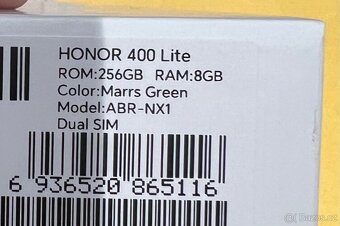 HONOR 400 Lite
ROM:256GB RAM:8GB
Color:Marrs Green
Model:ABR-NX1
Dual SIM
6 936520 865116